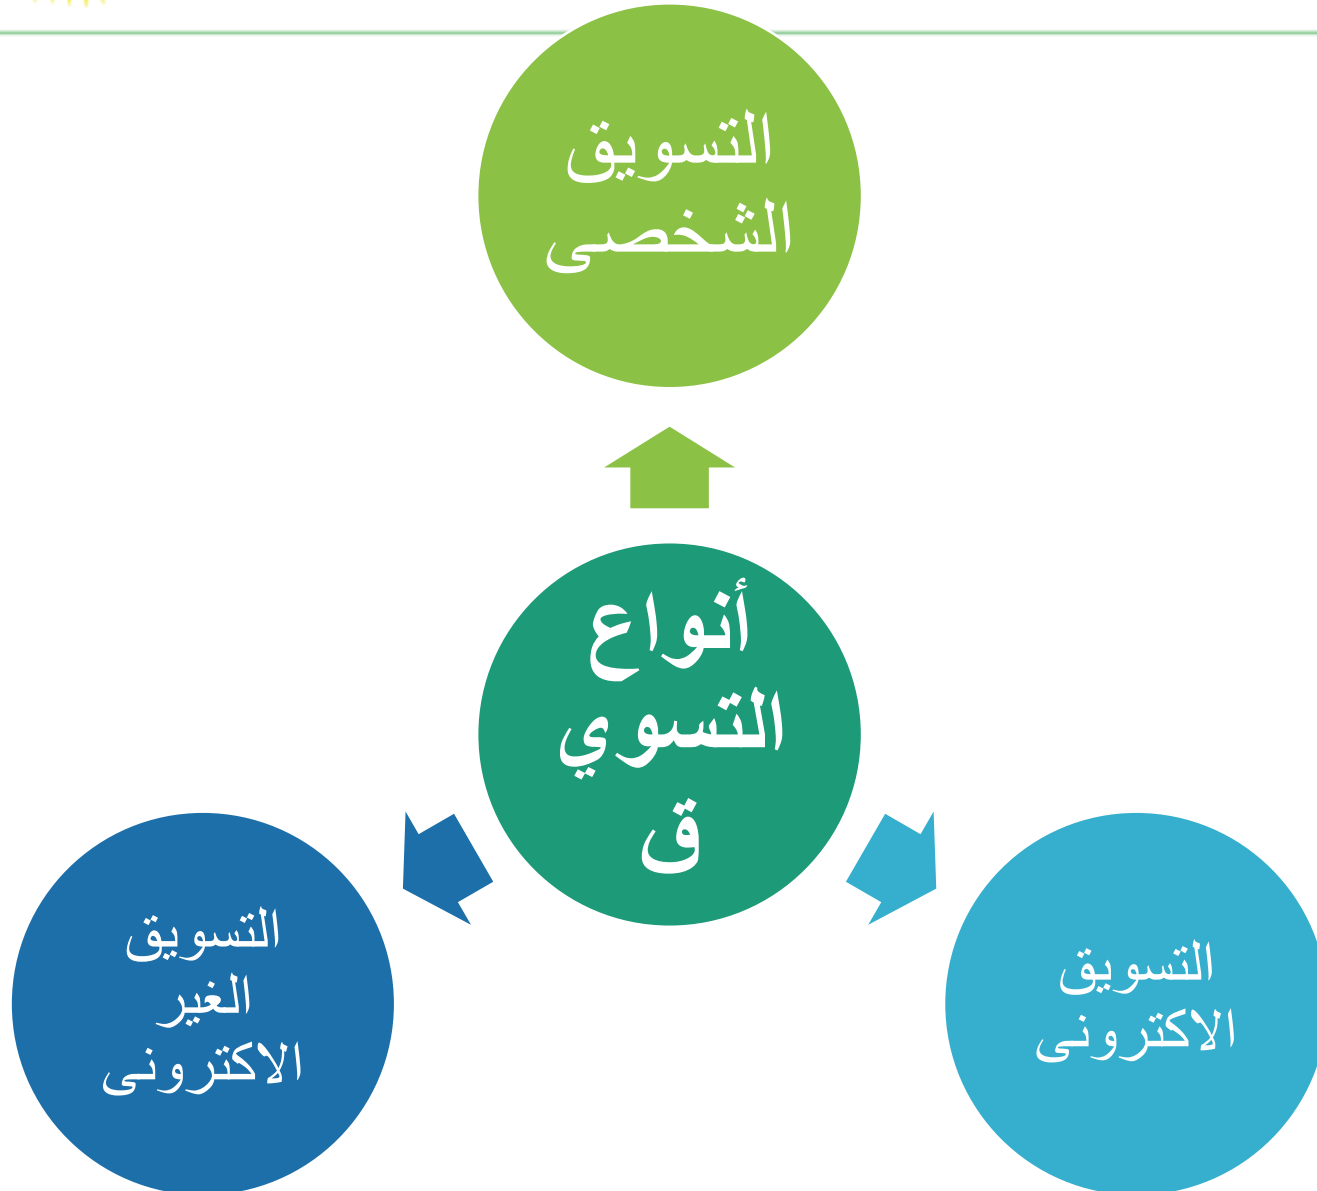 التسويق
الشخصى
أنواع
التسوي
ق
التسويق
الاكترونى
التسويق
الغير
الاكترونى